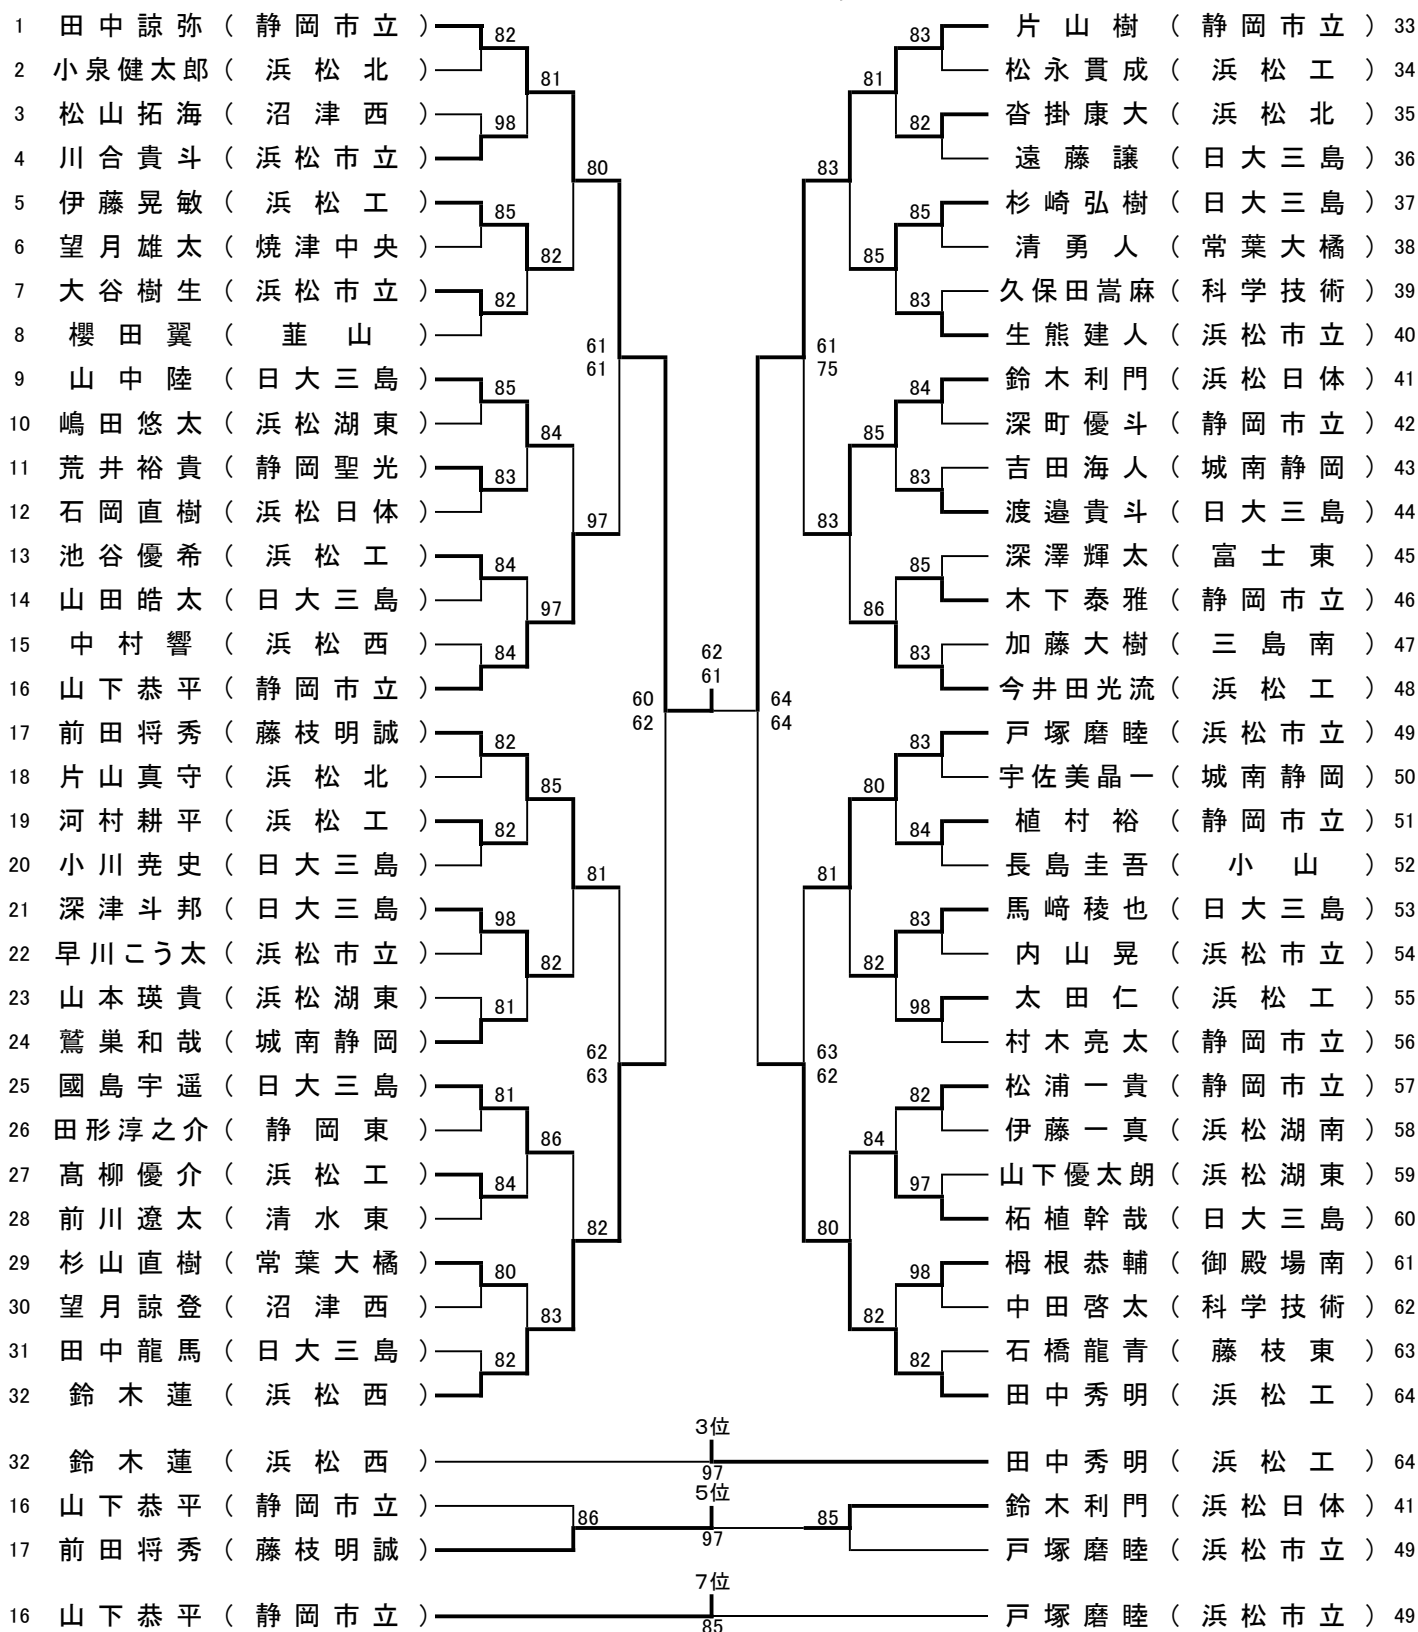 1 田中諒弥 (静岡市立) 82 83 片山樹 (静岡市立) 33
2 小泉健太郎 (浜松北) 81 81 松永貫成 (浜松工) 34
3 松山拓海 (沼津西) 98 82 沓掛康大 (浜松北) 35
4 川合貴斗 (浜松市立) 80 83 遠藤譲 (日大三島) 36
5 伊藤晃敏 (浜松工) 85 85 杉崎弘樹 (日大三島) 37
6 望月雄太 (焼津中央) 82 85 清勇人 (常葉大橘) 38
7 大谷樹生 (浜松市立) 82 83 久保田嵩麻 (科学技術) 39
8 櫻田翼 (韮山) 61 61 生熊建人 (浜松市立) 40
61 75
9 山中陸 (日大三島) 85 84 鈴木利門 (浜松日体) 41
10 嶋田悠太 (浜松湖東) 84 85 深町優斗 (静岡市立) 42
11 荒井裕貴 (静岡聖光) 83 83 吉田海人 (城南静岡) 43
12 石岡直樹 (浜松日体) 97 83 渡邉貴斗 (日大三島) 44
13 池谷優希 (浜松工) 84 85 深澤輝太 (富士東) 45
14 山田皓太 (日大三島) 97 86 木下泰雅 (静岡市立) 46
15 中村響 (浜松西) 84 62 83 加藤大樹 (三島南) 47
61
16 山下恭平 (静岡市立) 60 64 今井田光流 (浜松工) 48
62 64
17 前田将秀 (藤枝明誠) 82 83 戸塚磨睦 (浜松市立) 49
18 片山真守 (浜松北) 85 80 宇佐美晶一 (城南静岡) 50
19 河村耕平 (浜松工) 82 84 植村裕 (静岡市立) 51
20 小川尭史 (日大三島) 81 81 長島圭吾 (小山) 52
21 深津斗邦 (日大三島) 98 83 馬﨑稜也 (日大三島) 53
22 早川こう太 (浜松市立) 82 82 内山晃 (浜松市立) 54
23 山本瑛貴 (浜松湖東) 81 98 太田仁 (浜松工) 55
24 鷲巣和哉 (城南静岡) 62 63 村木亮太 (静岡市立) 56
63 62
25 國島宇遥 (日大三島) 81 82 松浦一貴 (静岡市立) 57
26 田形淳之介 (静岡東) 86 84 伊藤一真 (浜松湖南) 58
27 髙柳優介 (浜松工) 84 97 山下優太朗 (浜松湖東) 59
28 前川遼太 (清水東) 82 80 柘植幹哉 (日大三島) 60
29 杉山直樹 (常葉大橘) 80 98 栂根恭輔 (御殿場南) 61
30 望月諒登 (沼津西) 83 82 中田啓太 (科学技術) 62
31 田中龍馬 (日大三島) 82 82 石橋龍青 (藤枝東) 63
32 鈴木蓮 (浜松西) 田中秀明 (浜松工) 64
3位
32 鈴木蓮 (浜松西) 97 田中秀明 (浜松工) 64
5位
16 山下恭平 (静岡市立) 86 85 鈴木利門 (浜松日体) 41
97
17 前田将秀 (藤枝明誠) 戸塚磨睦 (浜松市立) 49
7位
16 山下恭平 (静岡市立) 85 戸塚磨睦 (浜松市立) 49